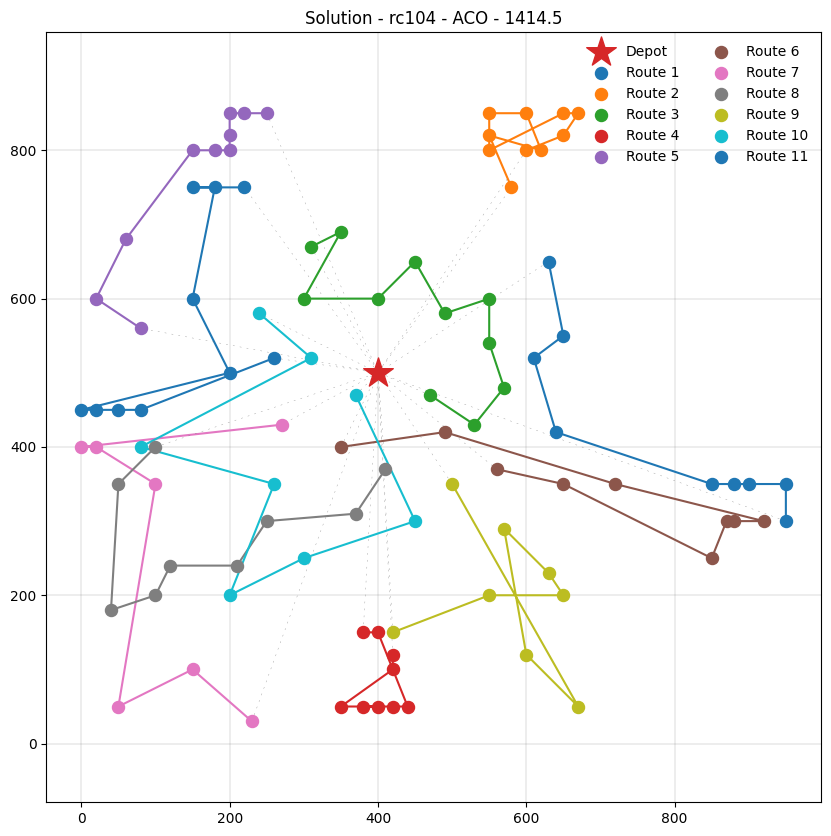 Solution - rc104 - ACO - 1414.5
Depot
Route 1
Route 2
Route 3
Route 4
Route 5
Route 6
Route 7
Route 8
Route 9
Route 10
Route 11
800
600
400
200
0
0
200
400
600
800